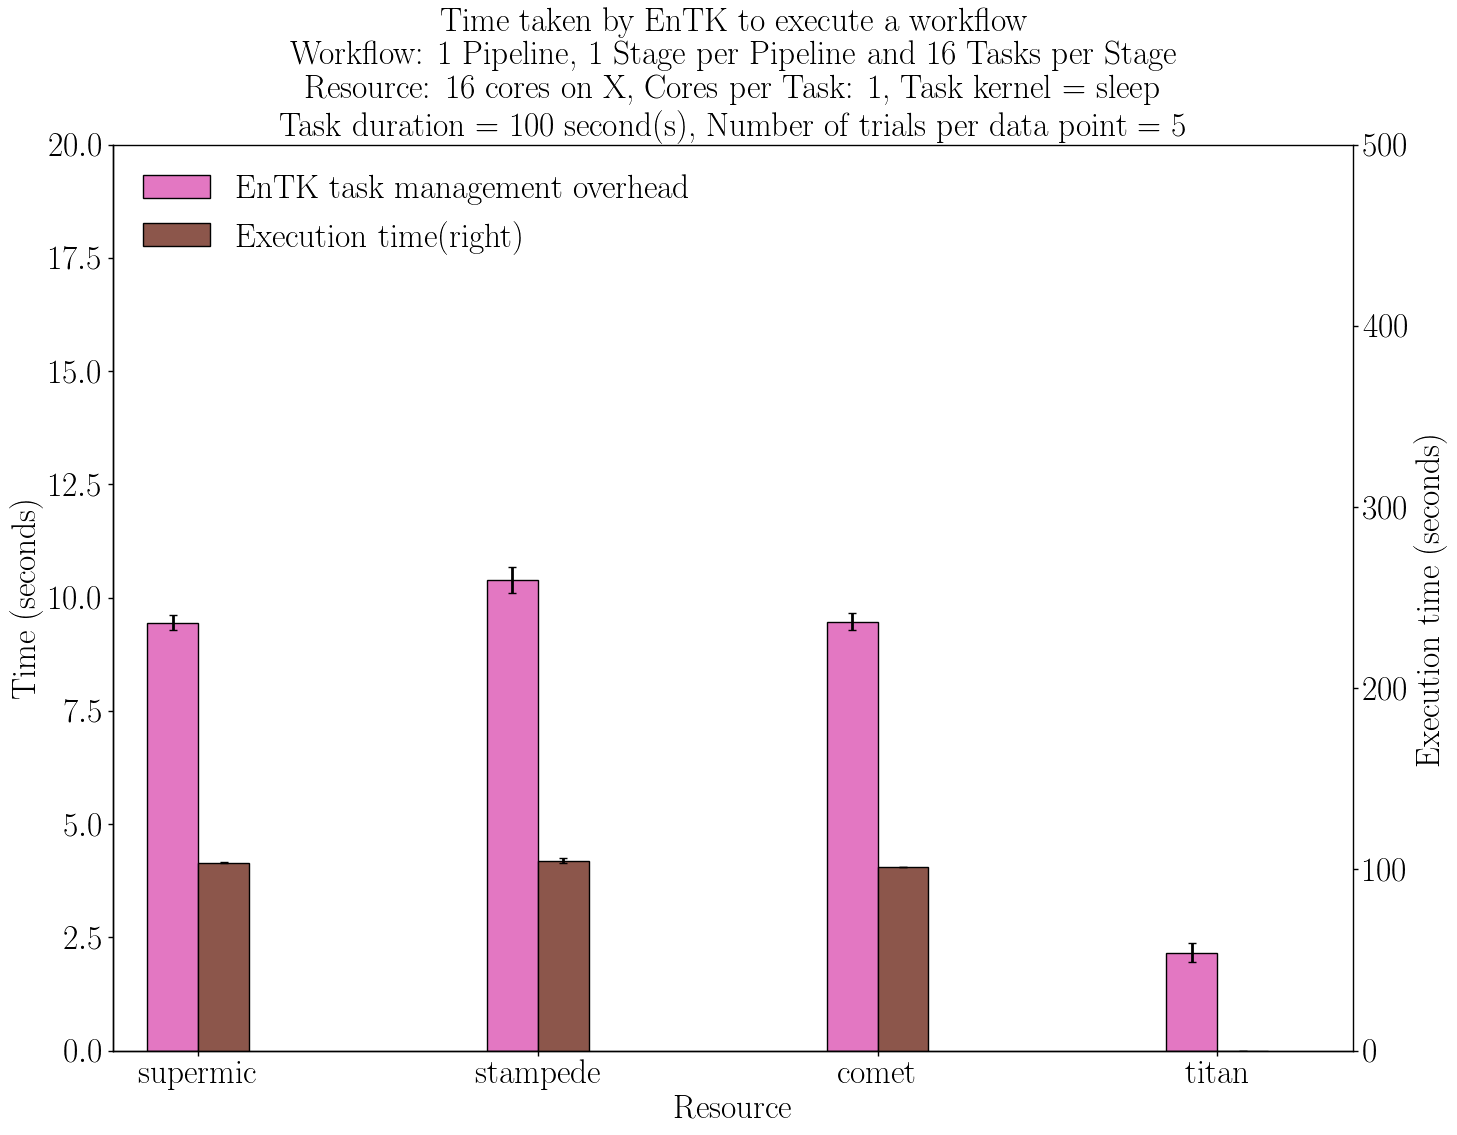 Time taken by EnTK to execute a workflow
Workflow: 1 Pipeline, 1 Stage per Pipeline and 16 Tasks per Stage
Resource: 16 cores on X, Cores per Task: 1, Task kernel = sleep
Task duration = 100 second(s), Number of trials per data point = 5
EnTK task management overhead
Execution time(right)
Time (seconds)
20.0
17.5
15.0
12.5
10.0
7.5
5.0
2.5
0.0
500
400
300
200
100
0
Execution time (seconds)
supermic
stampede
comet
titan
Resource